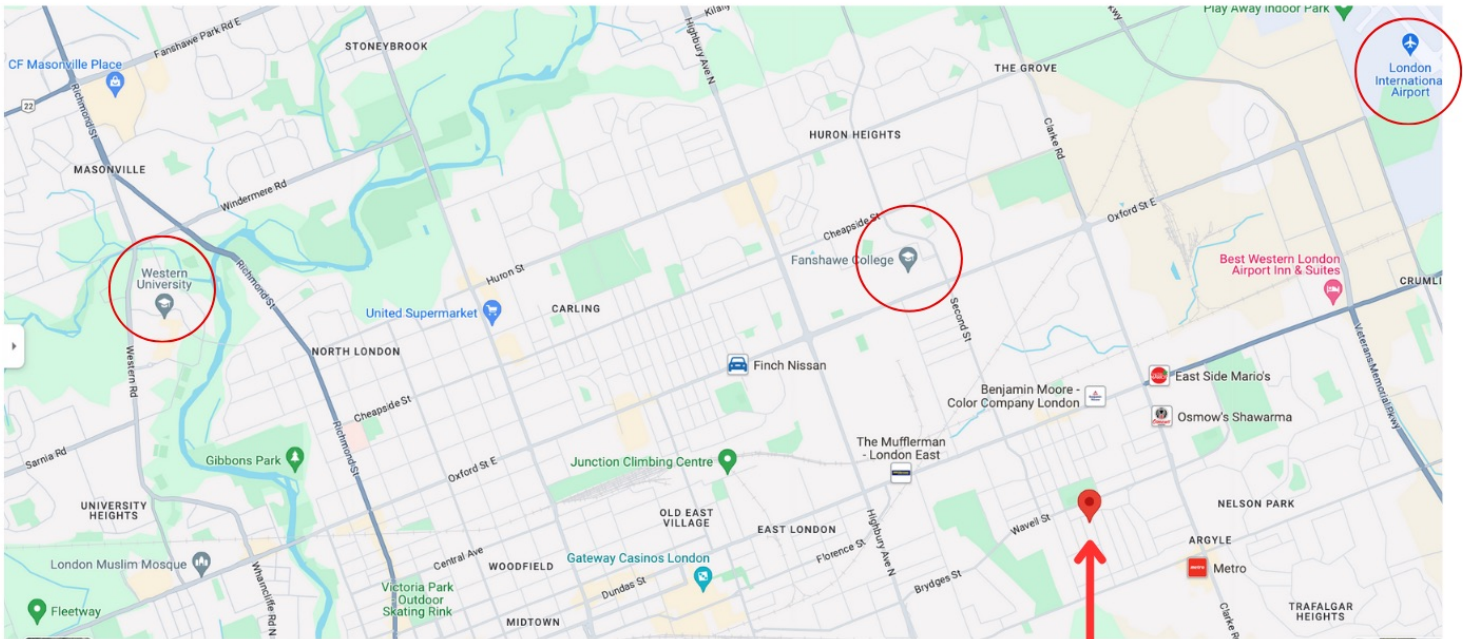 Play Away Indoor Park
Fanshawe Park Rd E
Highbury Ave N
STONEYBROOK
CF Masonville Place
THE GROVE
London
Internationa
Airport
22
Richmond St
HURON HEIGHTS
Clarke Rd
MASONVILLE
Windermere Rd
Cheapside St
Oxford St E
Western
University
Richmond St
Huron St
Fanshawe College
Best Western London
Airport Inn & Suites
CRUMLI
United Supermarket
CARLING
Second St
NORTH LONDON
Veterans Memorial Pkwy
Western Rd
Finch Nissan
East Side Mario's
Benjamin Moore -
Color Company London
Cheapside St
Osmow's Shawarma
Richmond St
The Mufflerman
- London East
Sarnia Rd
Gibbons Park
Oxford St E
Junction Climbing Centre
UNIVERSITY
HEIGHTS
OLD EAST
VILLAGE
EAST LONDON
Highbury Ave N
Wavell St
NELSON PARK
ARGYLE
London Muslim Mosque
Central Ave
WOODFIELD
Gateway Casinos London
Florence St
Metro
Wharncliffe Rd N
Victoria Park
Outdoor
Skating Rink
Dundas St
Brydges St
Fleetway
MIDTOWN
Clarke R
TRAFALGAR
HEIGHTS